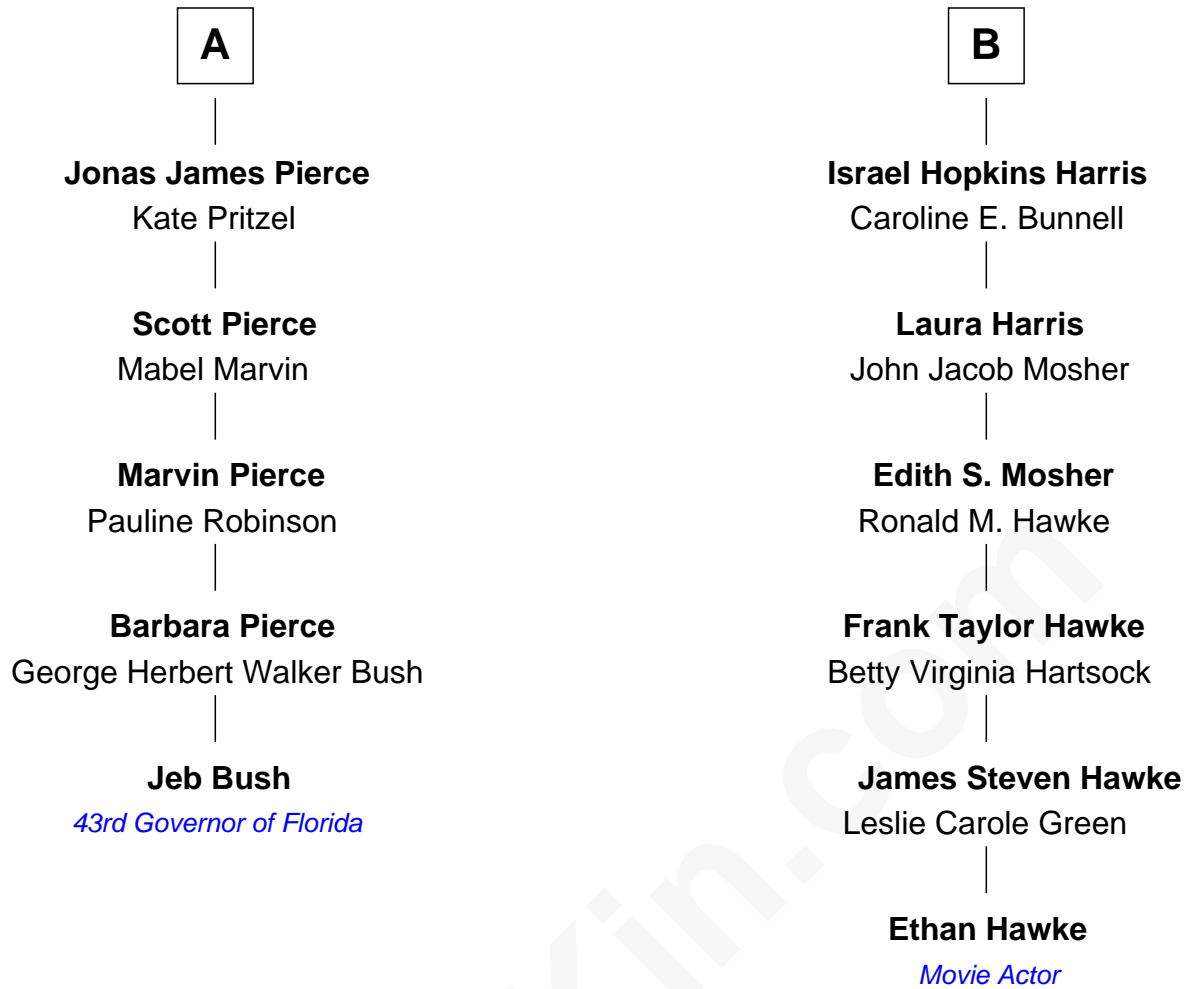 A
Jonas James Pierce
Kate Pritzel
Scott Pierce
Mabel Marvin
Marvin Pierce
Pauline Robinson
Barbara Pierce
George Herbert Walker Bush
Jeb Bush
43rd Governor of Florida
B
Israel Hopkins Harris
Caroline E. Bunnell
Laura Harris
John Jacob Mosher
Edith S. Mosher
Ronald M. Hawke
Frank Taylor Hawke
Betty Virginia Hartsock
James Steven Hawke
Leslie Carole Green
Ethan Hawke
Movie Actor